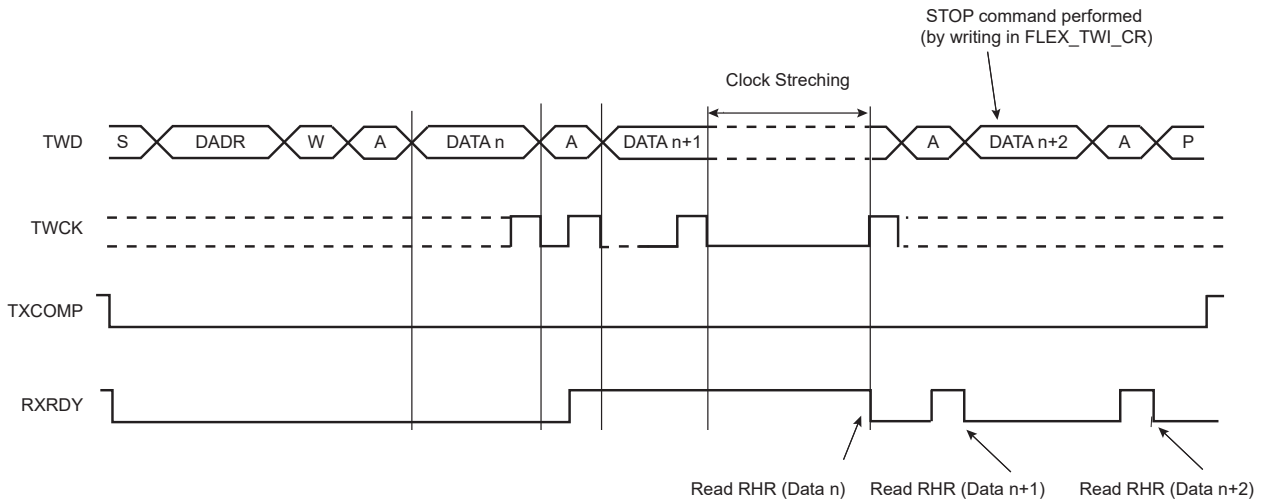 STOP command performed
(by writing in FLEX_TWI_CR)
Clock Streching
TWD S DADR W A DATA n A DATA n+1 A DATA n+2 A P
TWCK
TXCOMP
RXRDY
Read RHR (Data n) Read RHR (Data n+1) Read RHR (Data n+2)